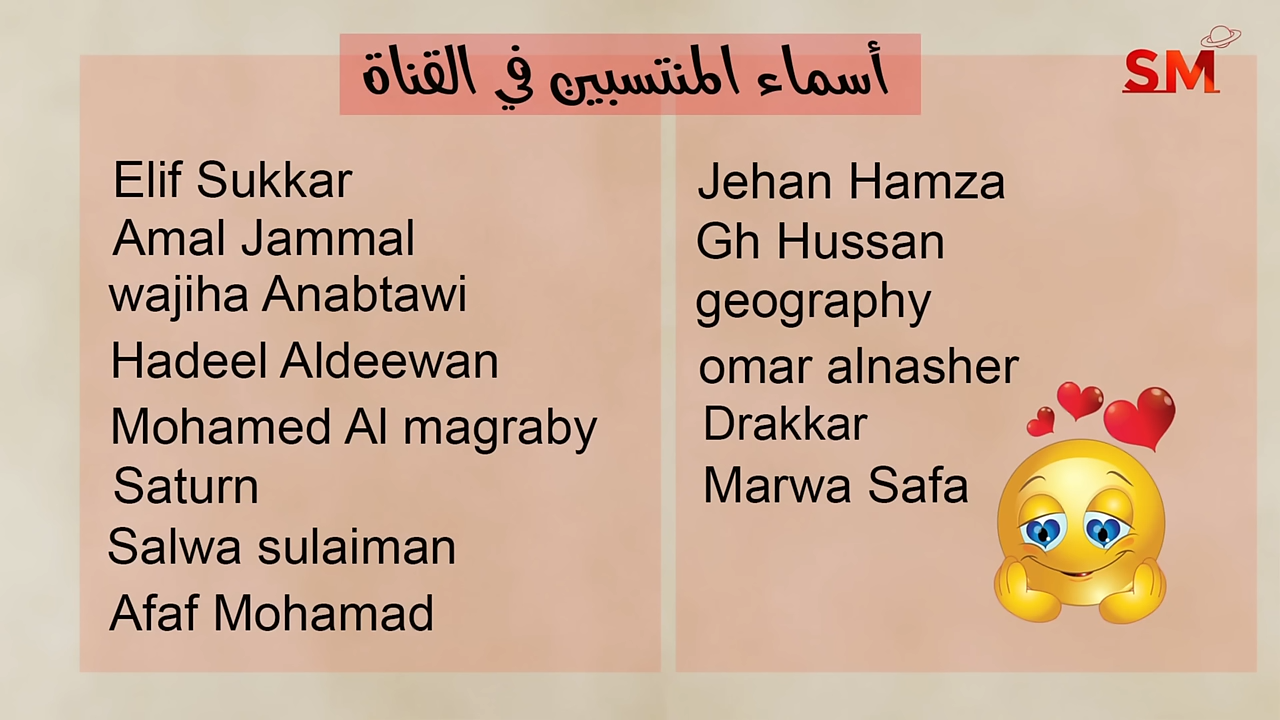 أسماء المنتسبين في القناة
SM
Elif Sukkar
Amal Jammal
wajiha Anabtawi
Hadeel Aldeewan
Mohamed Al magraby
Saturn
Salwa sulaiman
Afaf Mohamad
Jehan Hamza
Gh Hussan
geography
omar alnasher
Drakkar
Marwa Safa